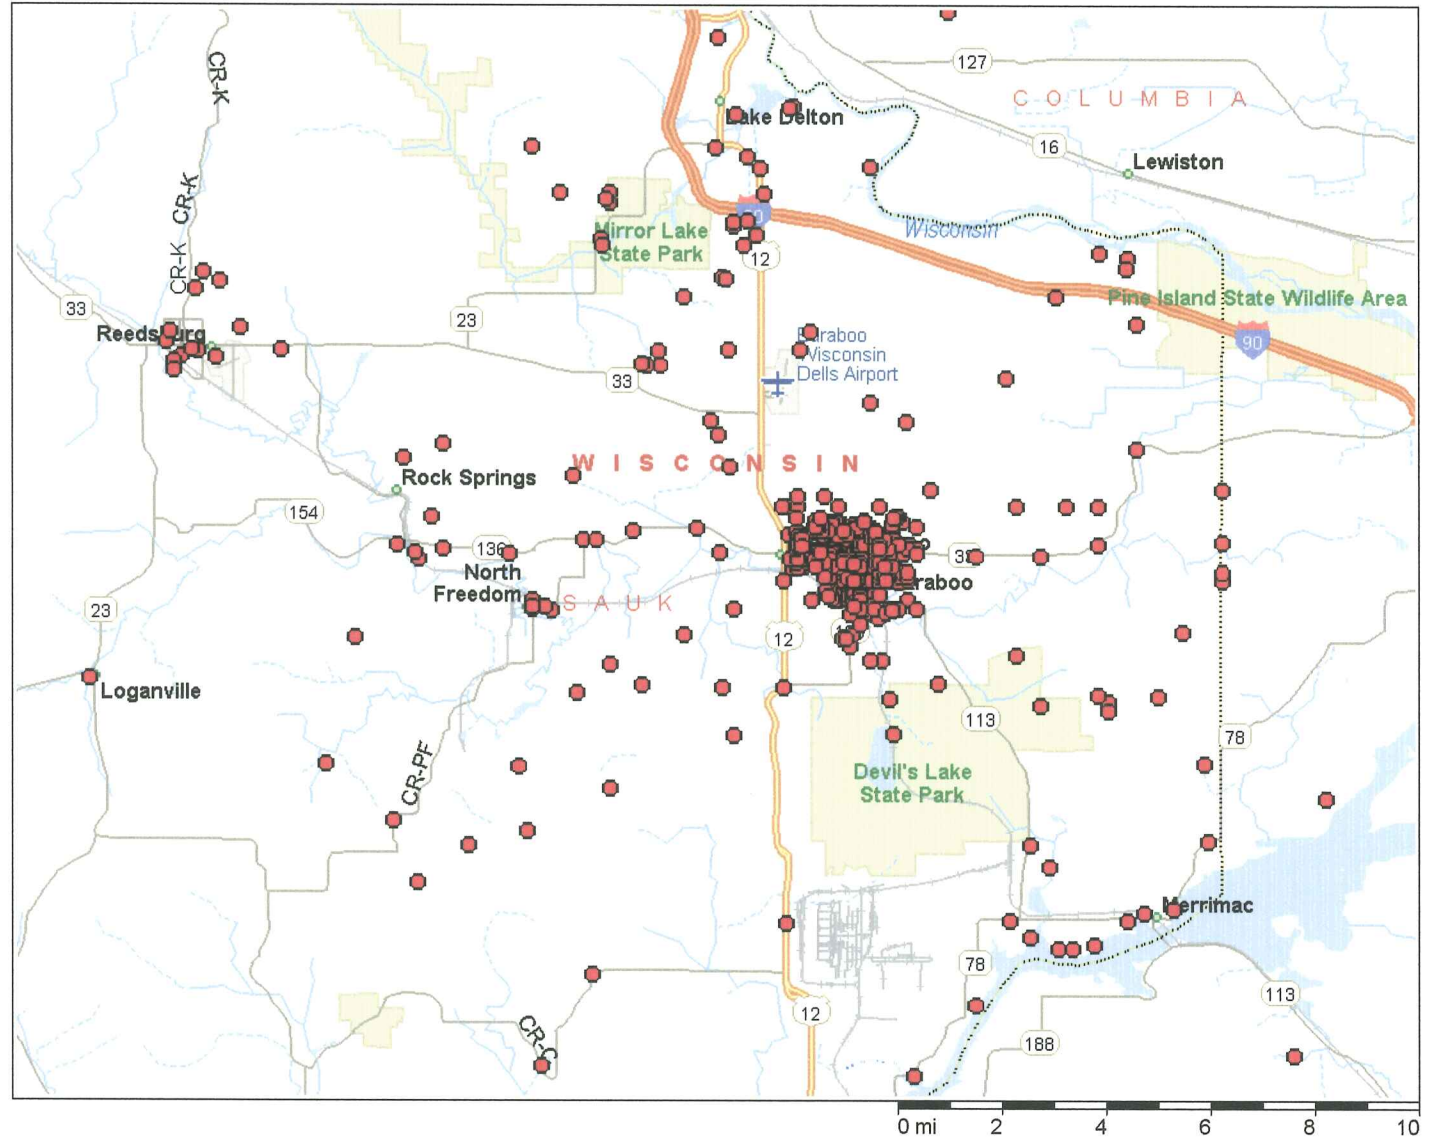 CR-K
127
COLUMBIA
Lake Delton
16
Lewiston
CR-K
90
Wisconsin
Mirror Lake
State Park
12
CR-K
Pine Island State Wildlife Area
33
23
Reedsburg
90
Baraboo
Wisconsin
Dells Airport
33
WISCONSIN
Rock Springs
154
136
33
North
Freedom
Baraboo
SAUK
23
12
Loganville
113
78
CR-PF
Devil's Lake
State Park
Merrimac
78
113
12
CR-C
188
0 mi 2 4 6 8 10